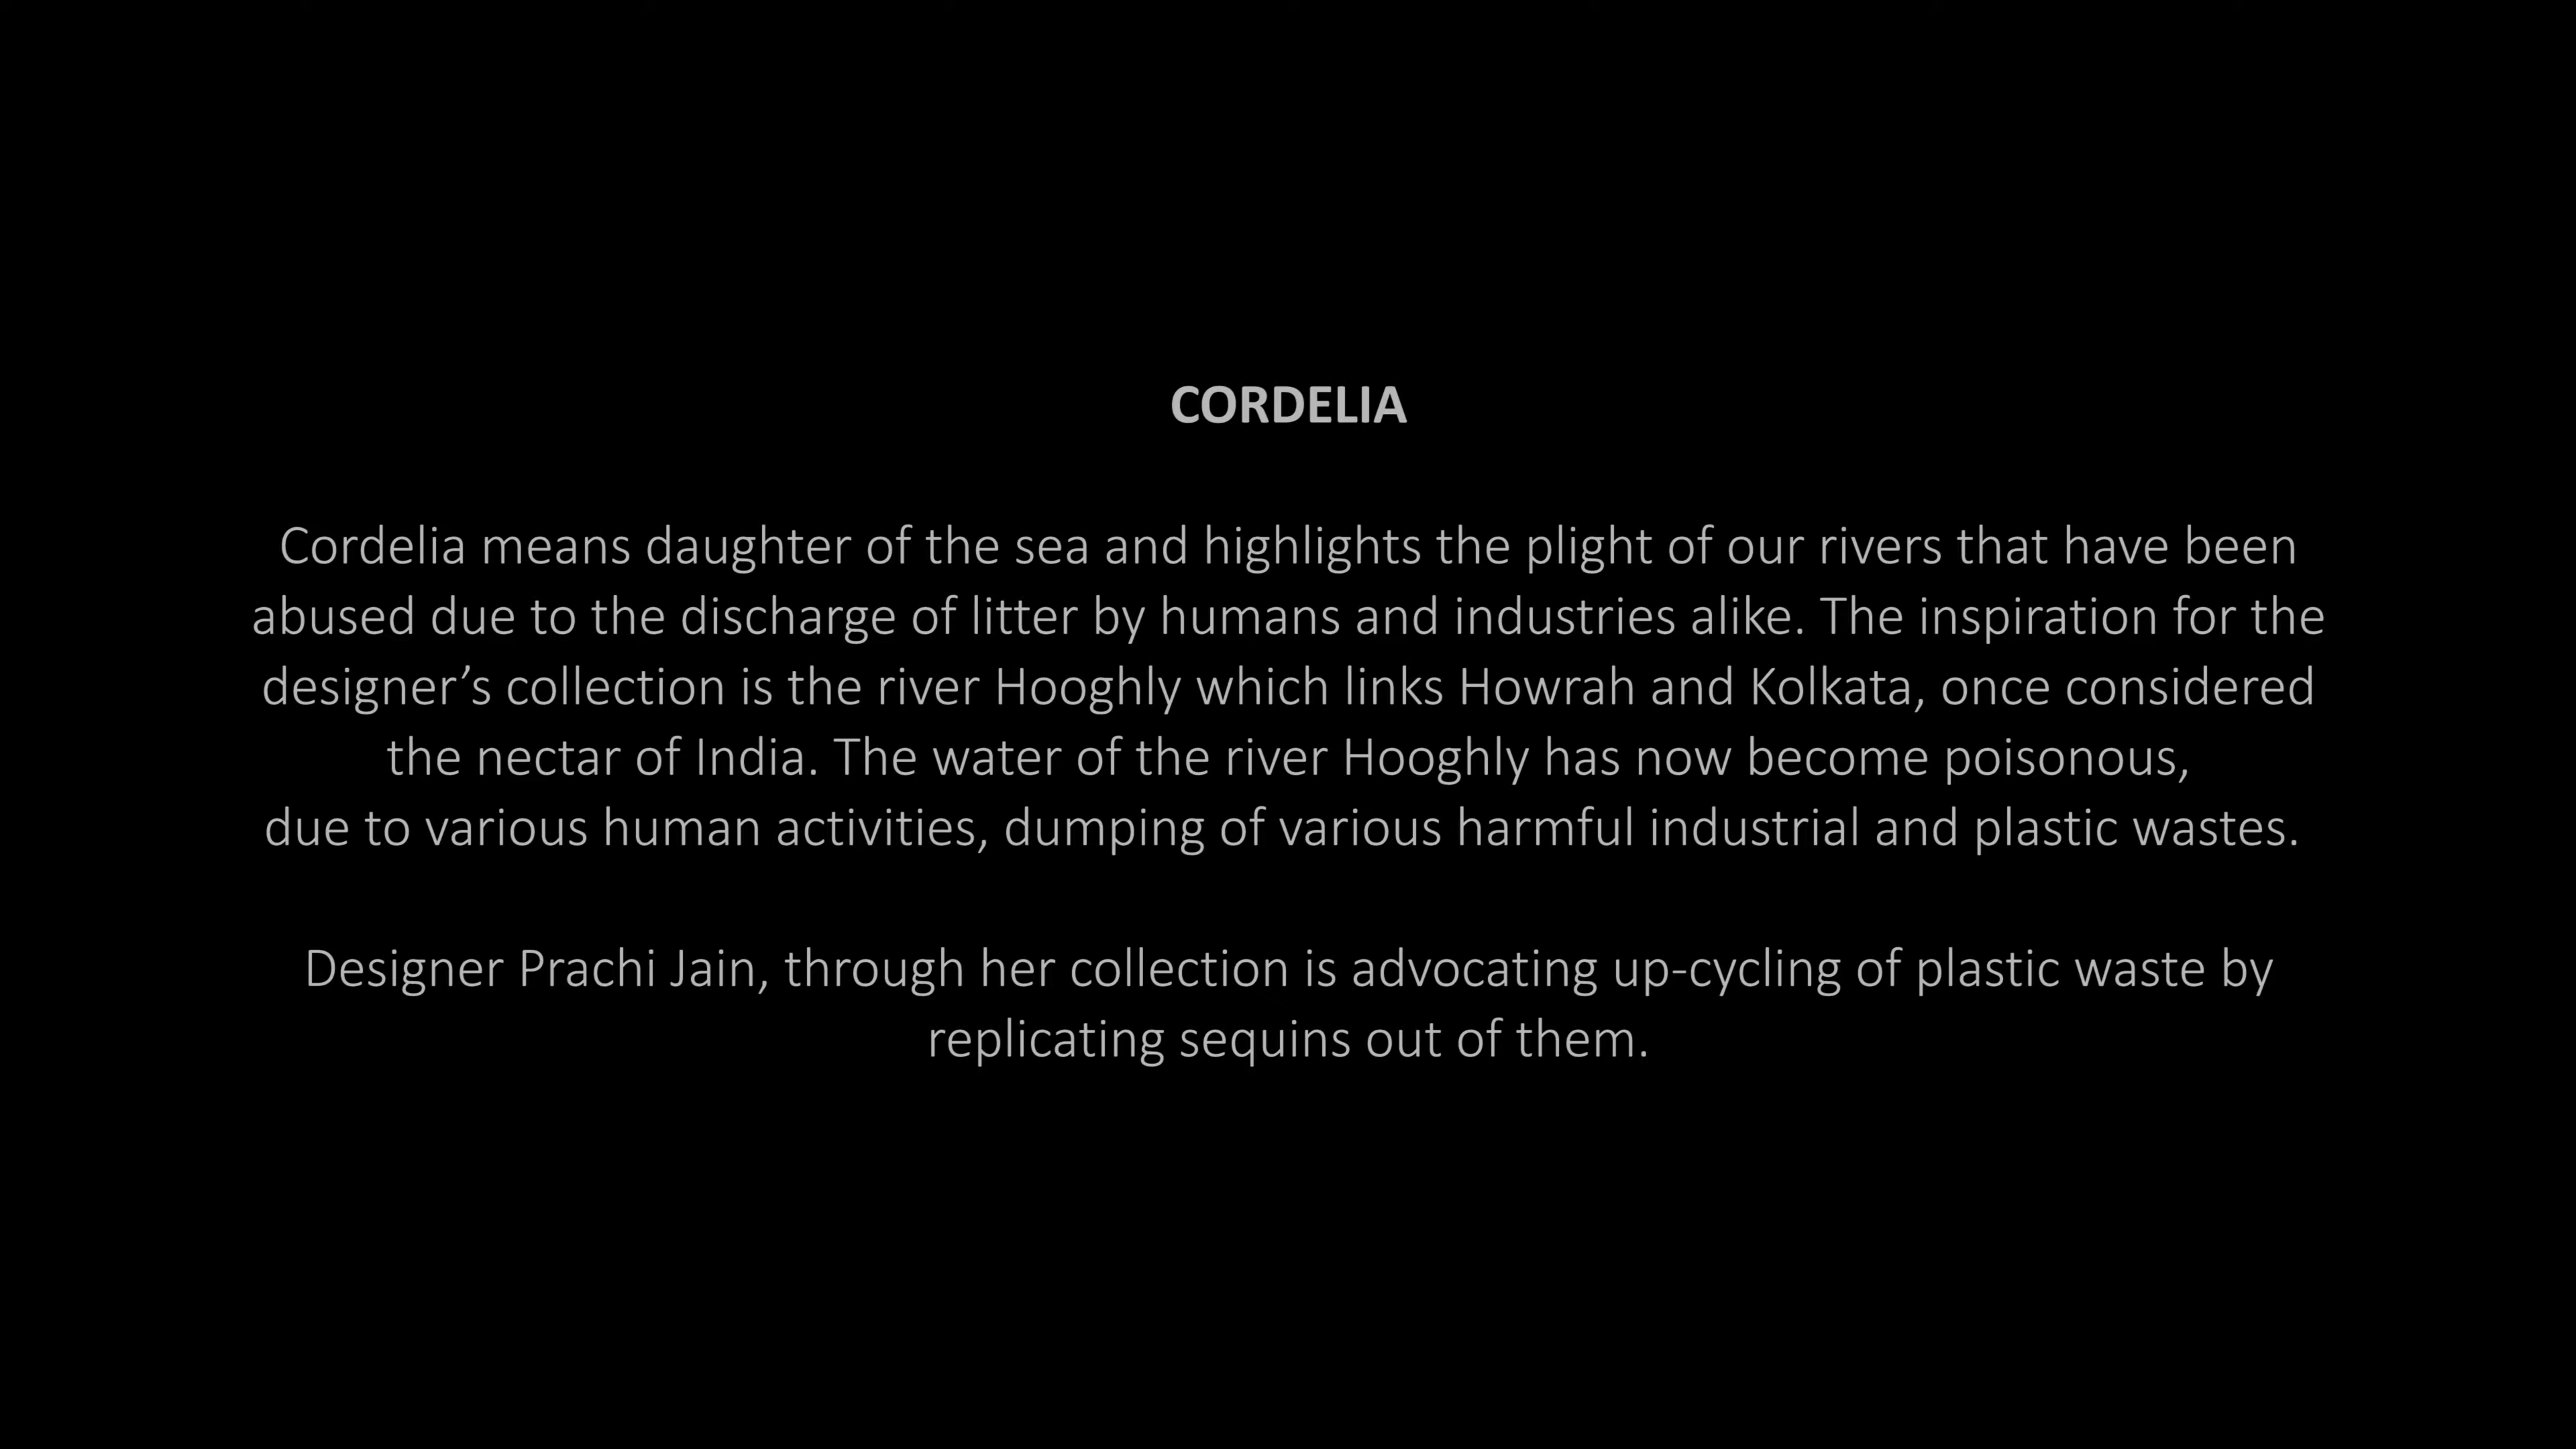 CORDELIA
Cordelia means daughter of the sea and highlights the plight of our rivers that have been
abused due to the discharge of litter by humans and industries alike. The inspiration for the
designer’s collection is the river Hooghly which links Howrah and Kolkata, once considered
the nectar of India. The water of the river Hooghly has now become poisonous,
due to various human activities, dumping of various harmful industrial and plastic wastes.
Designer Prachi Jain, through her collection is advocating up-cycling of plastic waste by
replicating sequins out of them.